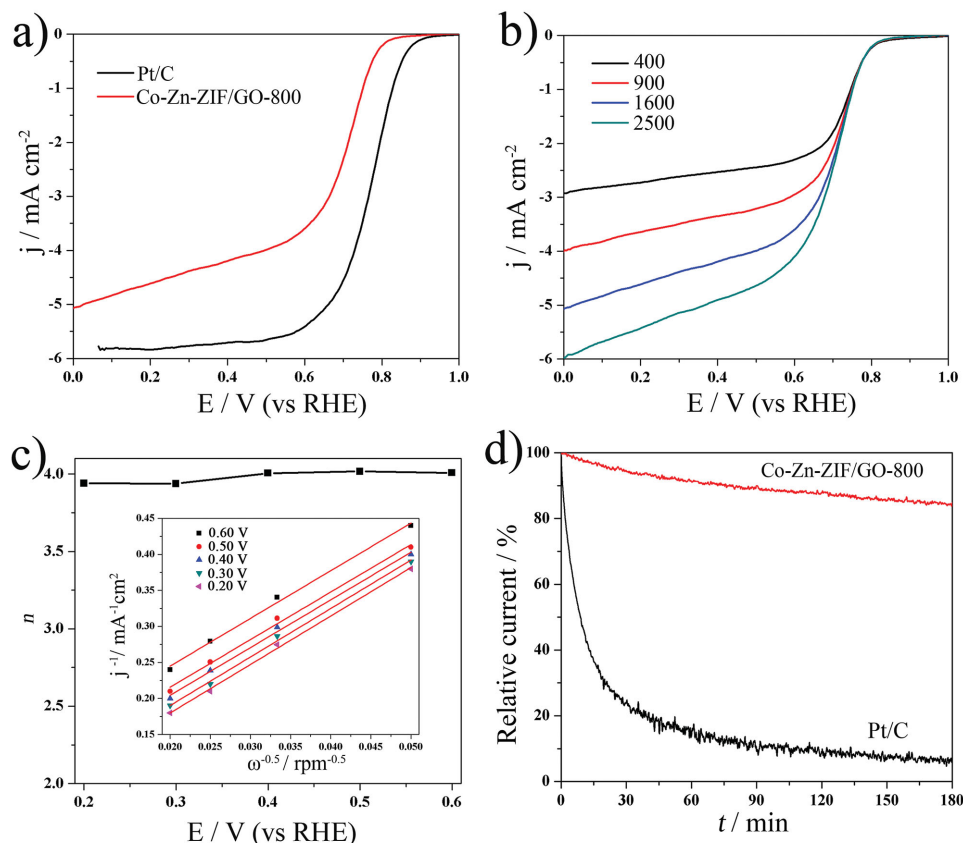 a)
Pt/C
Co-Zn-ZIF/GO-800
0
-1
-2
-3
-4
-5
-6
j / mA cm-2
0.0 0.2 0.4 0.6 0.8 1.0
E / V (vs RHE)
b)
400
900
1600
2500
0
-1
-2
-3
-4
-5
-6
j / mA cm-2
0.0 0.2 0.4 0.6 0.8 1.0
E / V (vs RHE)
c)
4.0
3.5
3.0
2.5
2.0
n
0.2 0.3 0.4 0.5 0.6
E / V (vs RHE)
0.60 V
0.50 V
0.40 V
0.30 V
0.20 V
0.45
0.40
0.35
0.30
0.25
0.20
0.15
j -1/ mA-1cm2
0.020 0.025 0.030 0.035 0.040 0.045 0.050
ω-0.5 / rpm-0.5
d)
Co-Zn-ZIF/GO-800
Pt/C
100
80
60
40
20
0
Relative current / %
0 30 60 90 120 150 180
t / min